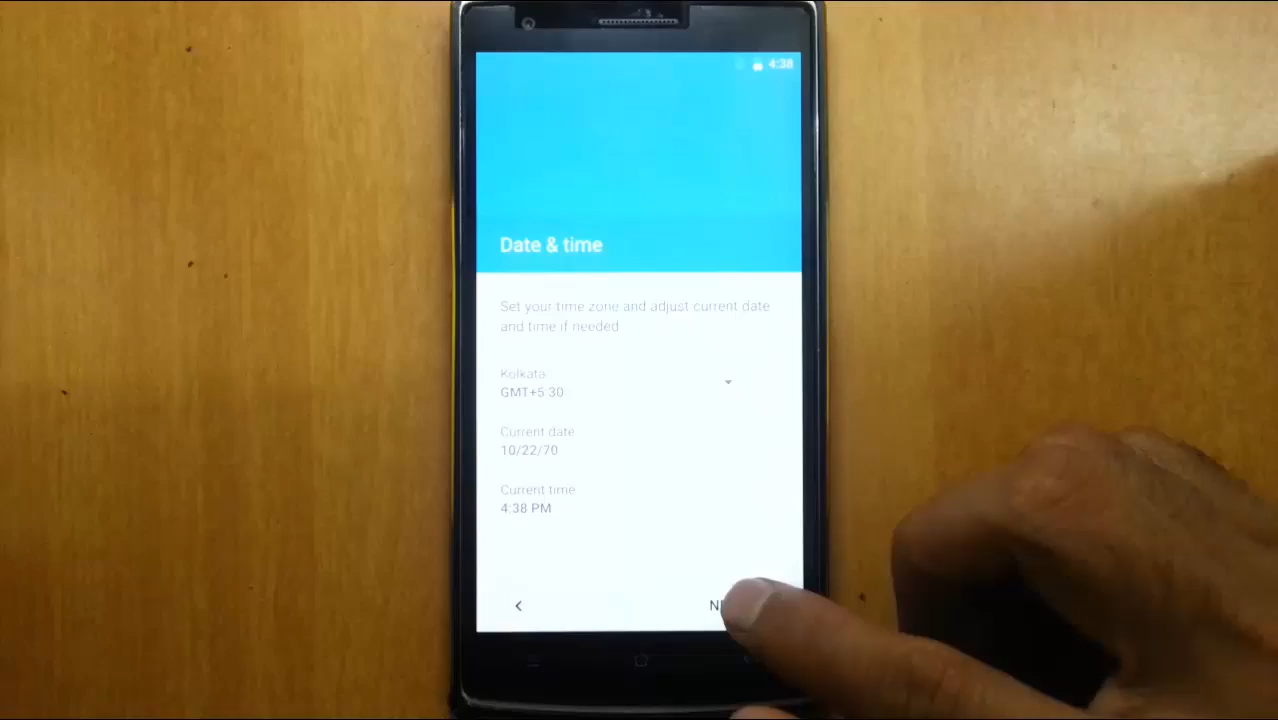 4:38
Date & time
Set your time zone and adjust current date
and time if needed
Kolkata
GMT+5:30
Current date
10/22/70
Current time
4:38 PM